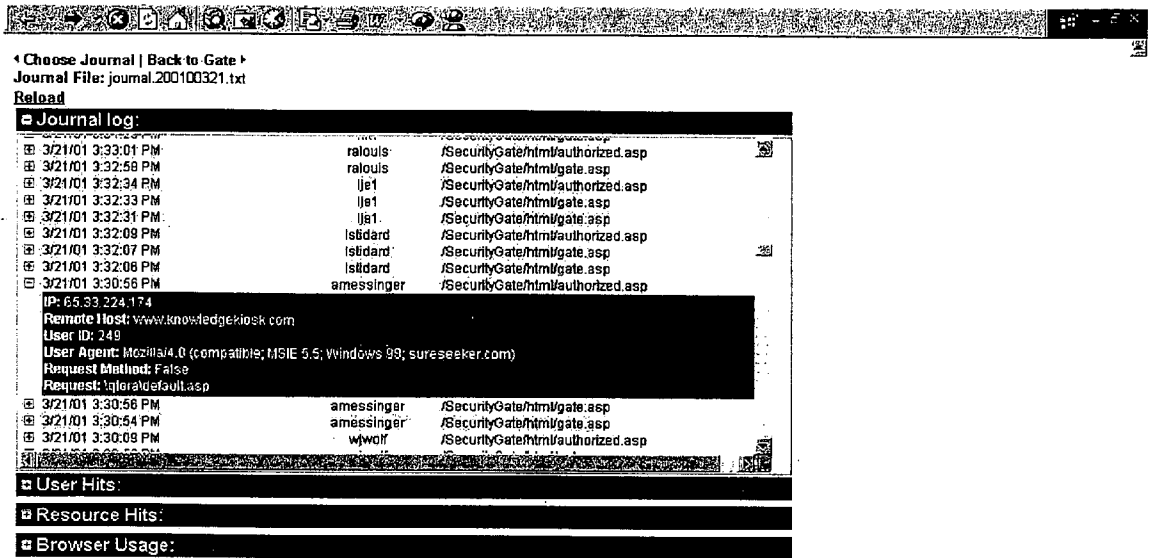 Choose Journal | Back to Gate
Journal File: journal.200100321.txt
Reload
Journal log:
3/21/01 3:33:01 PM ralouis /SecurityGate/html/authorized.asp
3/21/01 3:32:58 PM ralouis /SecurityGate/html/gate.asp
3/21/01 3:32:34 PM lje1 /SecurityGate/html/authorized.asp
3/21/01 3:32:33 PM lje1 /SecurityGate/html/gate.asp
3/21/01 3:32:31 PM lje1 /SecurityGate/html/gate.asp
3/21/01 3:32:09 PM lstidard /SecurityGate/html/authorized.asp
3/21/01 3:32:07 PM lstidard /SecurityGate/html/gate.asp
3/21/01 3:32:06 PM lstidard /SecurityGate/html/gate.asp
3/21/01 3:30:56 PM amessinger /SecurityGate/html/authorized.asp
IP: 65.33.224.174
Remote Host: www.knowledgekiosk.com
User ID: 249
User Agent: Mozilla/4.0 (compatible; MSIE 5.5; Windows 98; sureseeker.com)
Request Method: False
Request: \qlora\default.asp
3/21/01 3:30:56 PM amessinger /SecurityGate/html/gate.asp
3/21/01 3:30:54 PM amessinger /SecurityGate/html/gate.asp
3/21/01 3:30:09 PM wjwolf /SecurityGate/html/authorized.asp
User Hits:
Resource Hits:
Browser Usage: